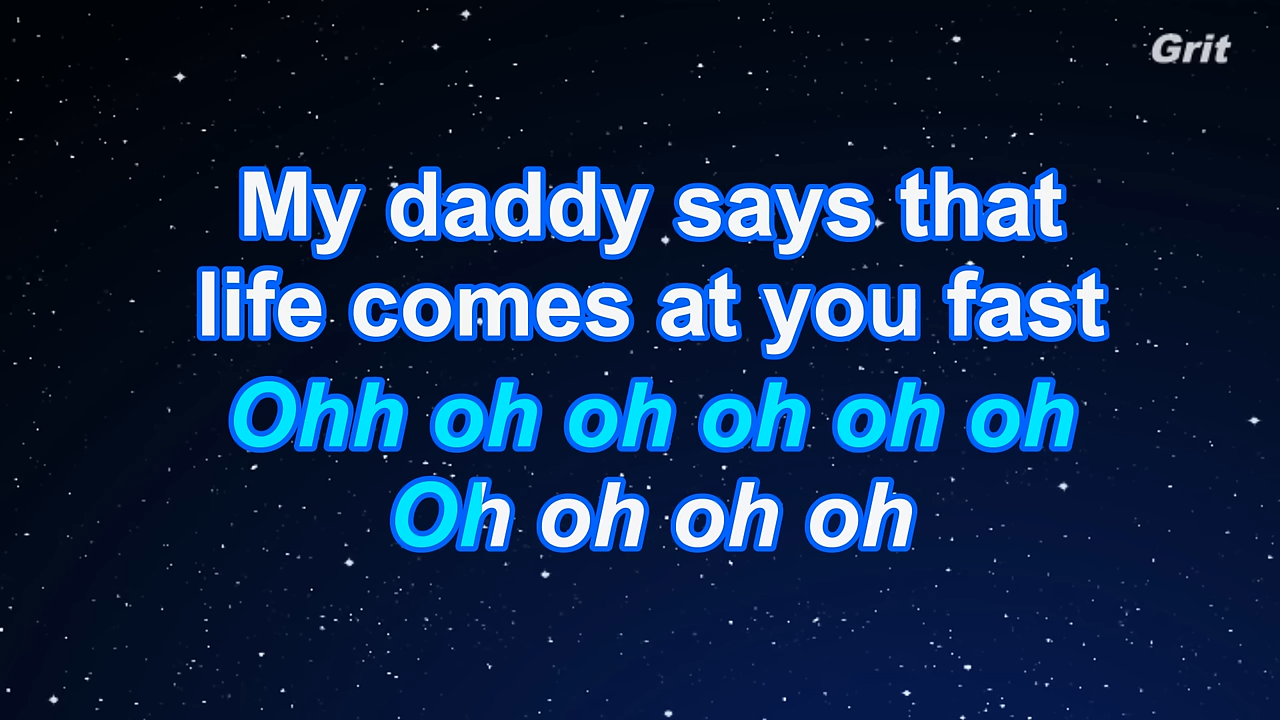 Grit
My daddy says that
life comes at you fast
Ohh oh oh oh oh oh
Oh oh oh oh